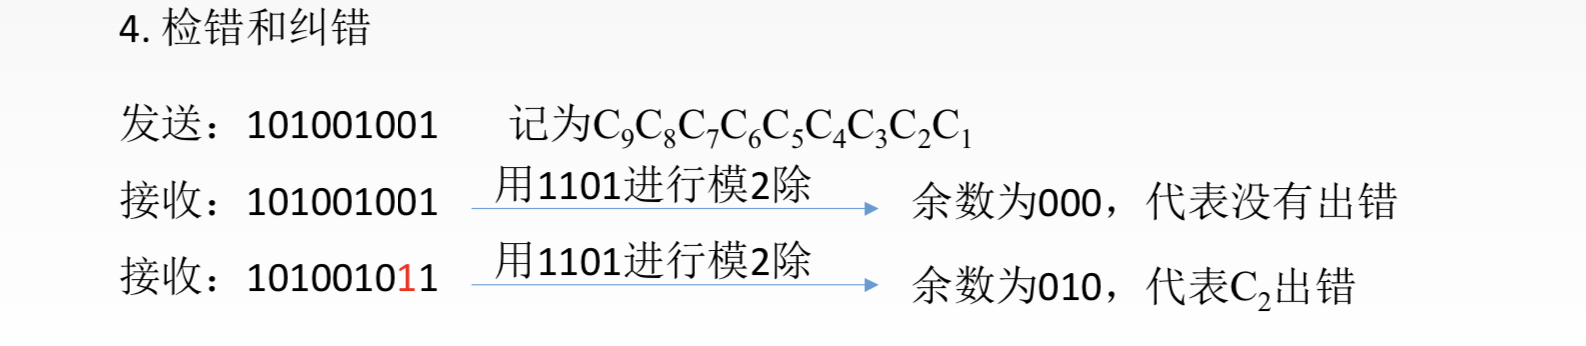 4. 检错和纠错
发送：101001001 记为C₉C₈C₇C₆C₅C₄C₃C₂C₁
接收：101001001 用1101进行模2除 余数为000，代表没有出错
接收：101001011 用1101进行模2除 余数为010，代表C₂出错